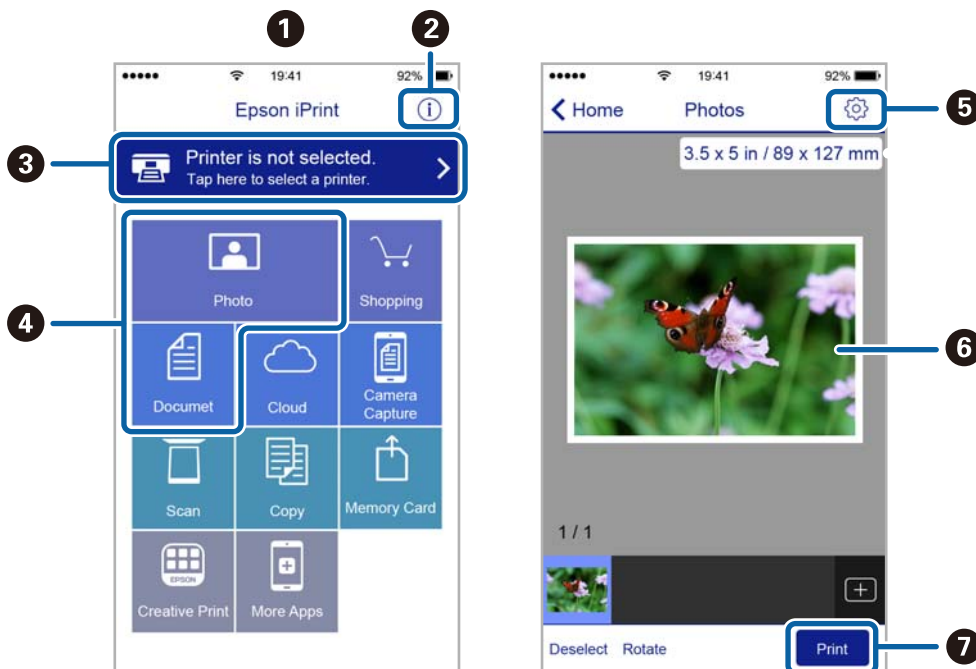 1
2
19:41
92%
Epson iPrint
i
3
Printer is not selected.
Tap here to select a printer.
4
Photo
Shopping
Documet
Cloud
Camera
Capture
Scan
Copy
Memory Card
EPSON
Creative Print
More Apps
19:41
92%
Home
Photos
5
3.5 x 5 in / 89 x 127 mm
6
1 / 1
Deselect
Rotate
Print
7